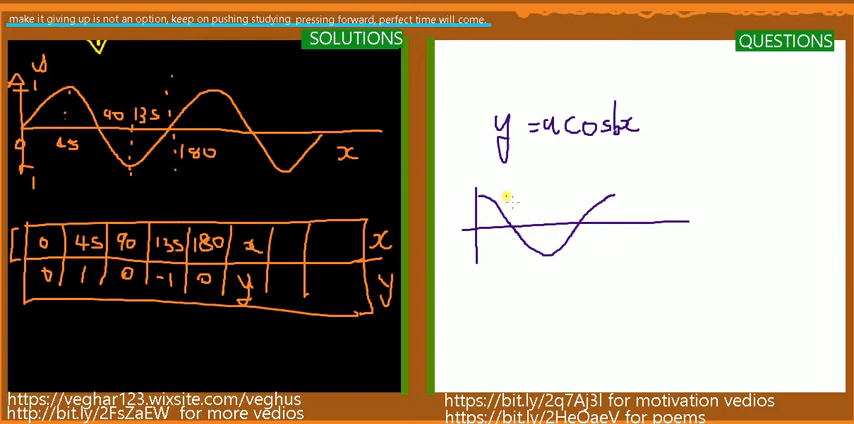 make it giving up is not an option, keep on pushing studying pressing forward, perfect time will come.
SOLUTIONS
QUESTIONS
y
1
90 135
0 45
180 x
1
0 45 90 135 180 x x
0 1 0 -1 0 y y
y = a cos bx
https://veghar123.wixsite.com/veghus
http://bit.ly/2FsZaEW for more vedios
https://bit.ly/2q7Aj3l for motivation vedios
https://bit.ly/2HeQaeV for poems